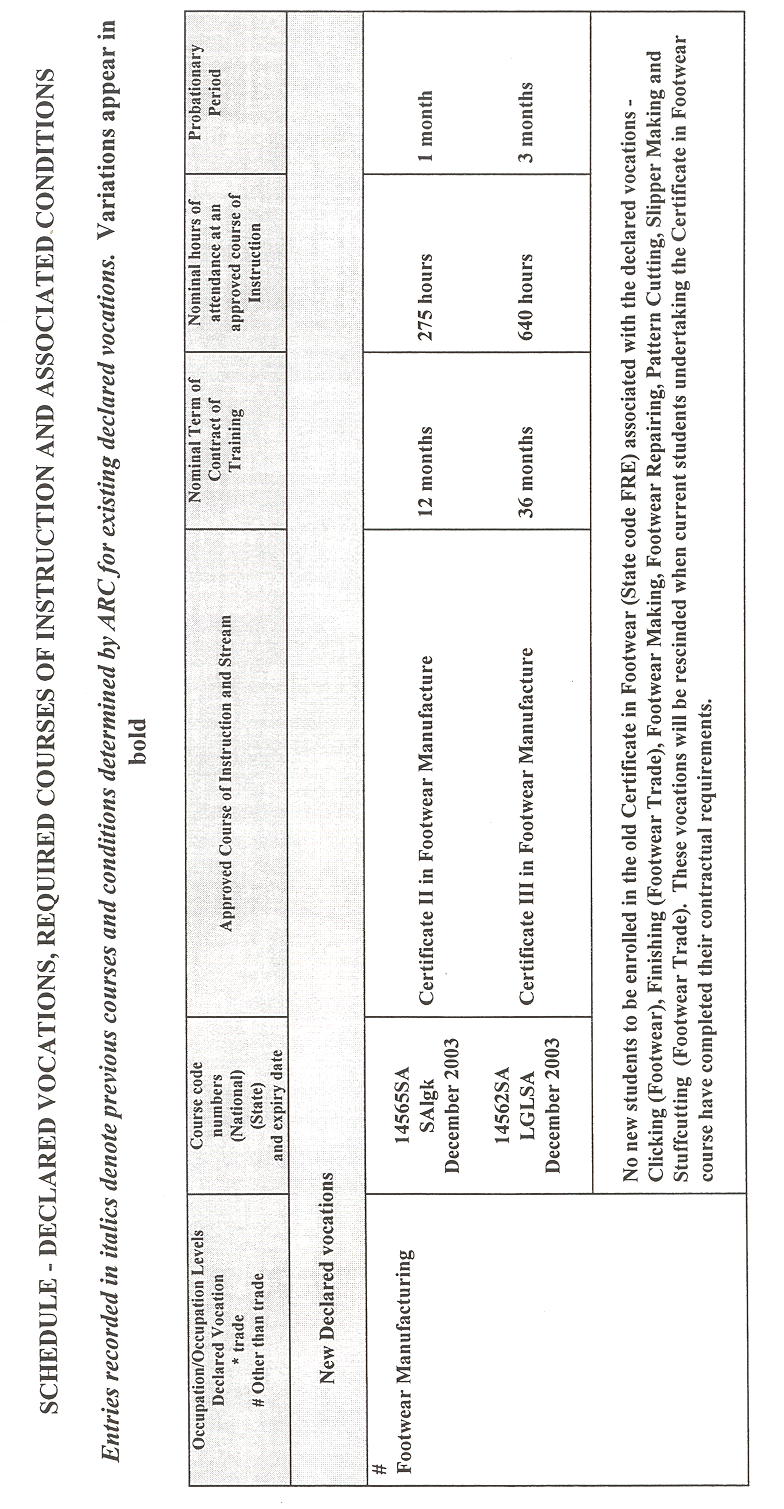 SCHEDULE - DECLARED VOCATIONS, REQUIRED COURSES OF INSTRUCTION AND ASSOCIATED CONDITIONS
Entries recorded in italics denote previous courses and conditions determined by ARC for existing declared vocations. Variations appear in
bold
Occupation/Occupation Levels
Declared Vocation
* trade
# Other than trade
Course code
numbers
(National)
(State)
and expiry date
Approved Course of Instruction and Stream
Nominal Term of
Contract of
Training
Nominal hours of
attendance at an
approved course of
Instruction
Probationary
Period
New Declared vocations
#
Footwear Manufacturing
14565SA
SAIgk
December 2003
Certificate II in Footwear Manufacture
12 months
275 hours
1 month
14562SA
LGLSA
December 2003
Certificate III in Footwear Manufacture
36 months
640 hours
3 months
No new students to be enrolled in the old Certificate in Footwear (State code FRE) associated with the declared vocations -
Clicking (Footwear), Finishing (Footwear Trade), Footwear Making, Footwear Repairing, Pattern Cutting, Slipper Making and
Stuffcutting (Footwear Trade). These vocations will be rescinded when current students undertaking the Certificate in Footwear
course have completed their contractual requirements.